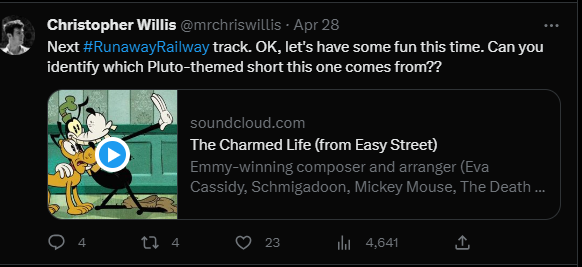 Christopher Willis @mrchriswillis · Apr 28
Next #RunawayRailway track. OK, let's have some fun this time. Can you
identify which Pluto-themed short this one comes from??
soundcloud.com
The Charmed Life (from Easy Street)
Emmy-winning composer and arranger (Eva
Cassidy, Schmigadoon, Mickey Mouse, The Death ...
4 4 23 4,641